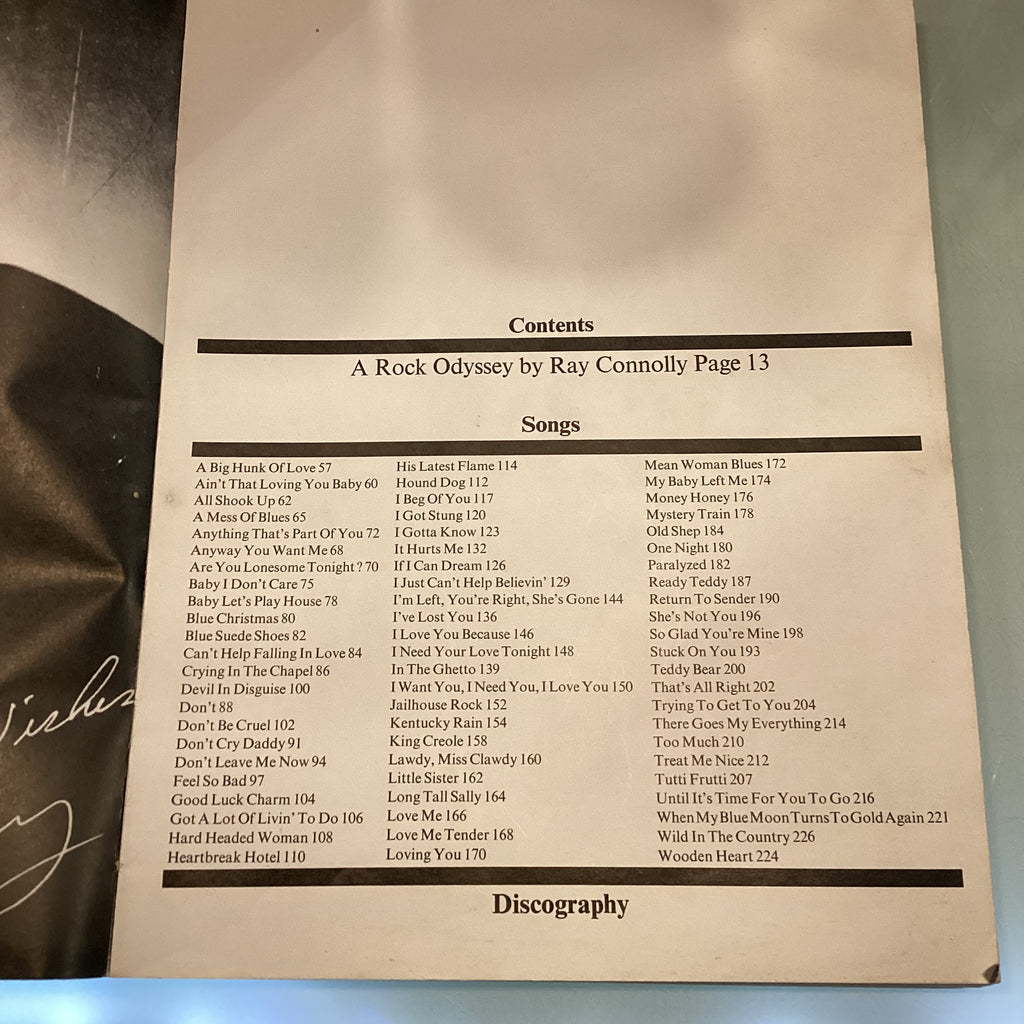 Contents
A Rock Odyssey by Ray Connolly Page 13
Songs
A Big Hunk Of Love 57
Ain't That Loving You Baby 60
All Shook Up 62
A Mess Of Blues 65
Anything That's Part Of You 72
Anyway You Want Me 68
Are You Lonesome Tonight? 70
Baby I Don't Care 75
Baby Let's Play House 78
Blue Christmas 80
Blue Suede Shoes 82
Can't Help Falling In Love 84
Crying In The Chapel 86
Devil In Disguise 100
Don't 88
Don't Be Cruel 102
Don't Cry Daddy 91
Don't Leave Me Now 94
Feel So Bad 97
Good Luck Charm 104
Got A Lot Of Livin' To Do 106
Hard Headed Woman 108
Heartbreak Hotel 110
His Latest Flame 114
Hound Dog 112
I Beg Of You 117
I Got Stung 120
I Gotta Know 123
It Hurts Me 132
If I Can Dream 126
I Just Can't Help Believin' 129
I'm Left, You're Right, She's Gone 144
I've Lost You 136
I Love You Because 146
I Need Your Love Tonight 148
In The Ghetto 139
I Want You, I Need You, I Love You 150
Jailhouse Rock 152
Kentucky Rain 154
King Creole 158
Lawdy, Miss Clawdy 160
Little Sister 162
Long Tall Sally 164
Love Me 166
Love Me Tender 168
Loving You 170
Mean Woman Blues 172
My Baby Left Me 174
Money Honey 176
Mystery Train 178
Old Shep 184
One Night 180
Paralyzed 182
Ready Teddy 187
Return To Sender 190
She's Not You 196
So Glad You're Mine 198
Stuck On You 193
Teddy Bear 200
That's All Right 202
Trying To Get To You 204
There Goes My Everything 214
Too Much 210
Treat Me Nice 212
Tutti Frutti 207
Until It's Time For You To Go 216
When My Blue Moon Turns To Gold Again 221
Wild In The Country 226
Wooden Heart 224
Discography